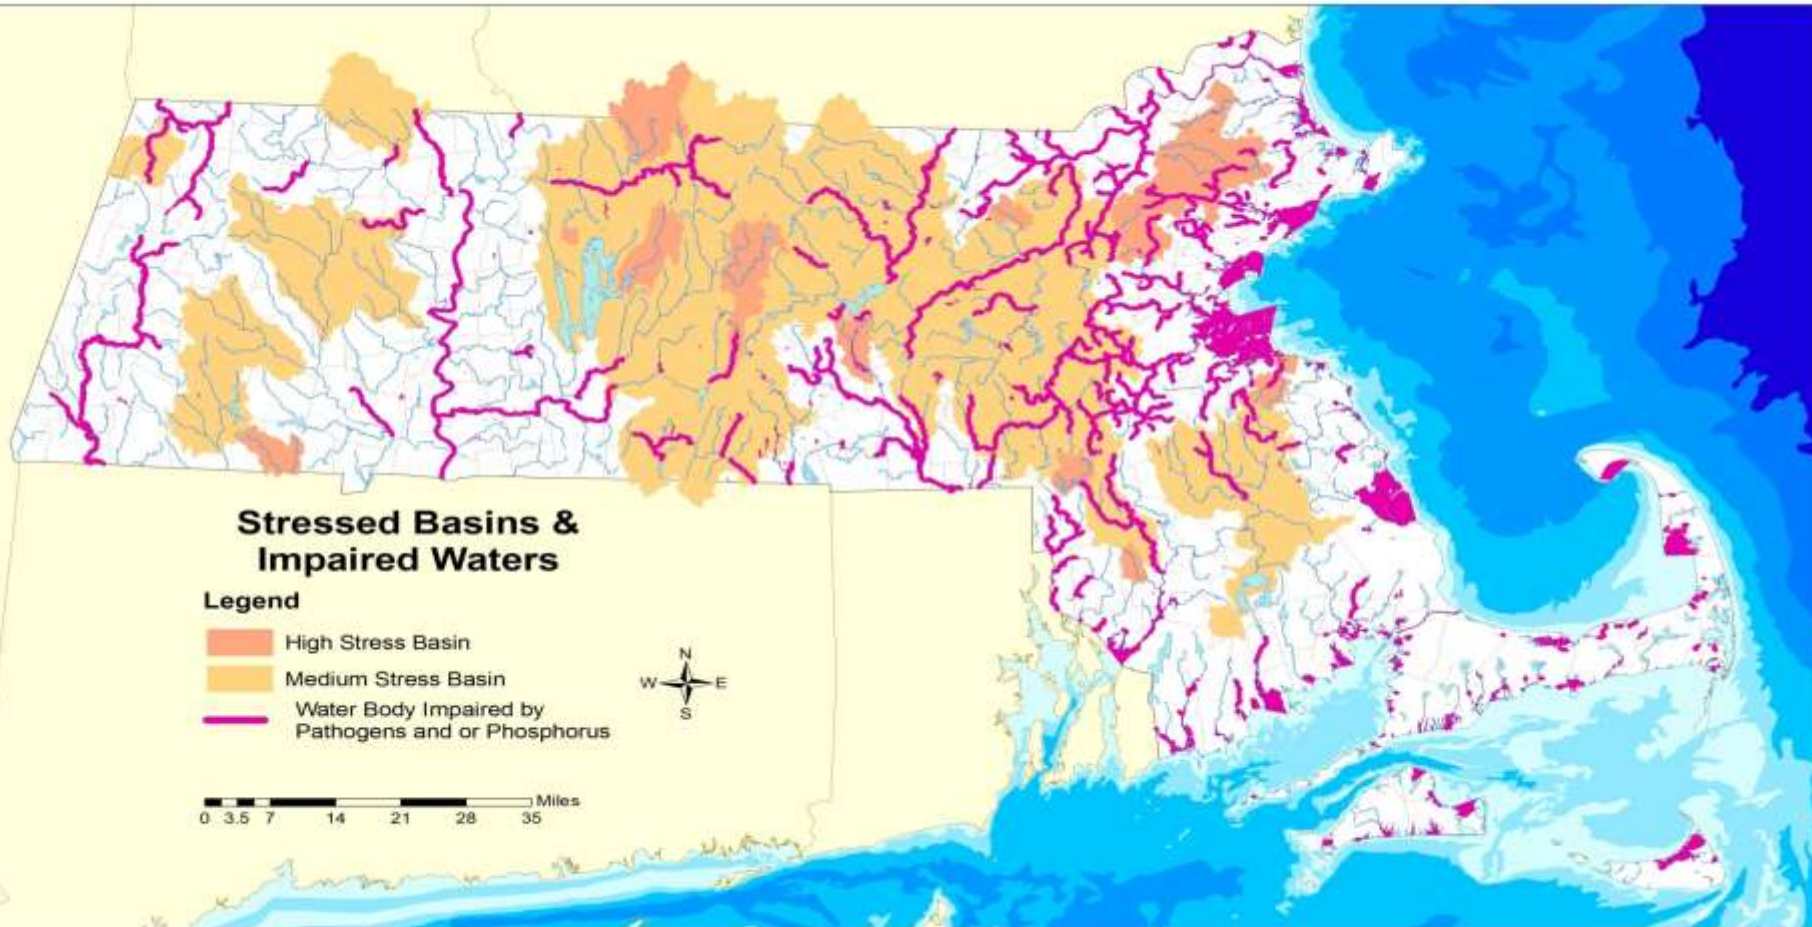 Stressed Basins &
Impaired Waters
Legend
High Stress Basin
Medium Stress Basin
Water Body Impaired by
Pathogens and or Phosphorus
N
W
E
S
Miles
0 3.5 7 14 21 28 35